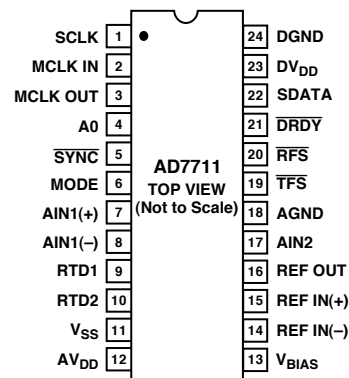 SCLK 1 24 DGND
MCLK IN 2 23 DVDD
MCLK OUT 3 22 SDATA
A0 4 21 DRDY
SYNC 5 20 RFS
AD7711
MODE 6 19 TFS
TOP VIEW
(Not to Scale)
AIN1(+) 7 18 AGND
AIN1(–) 8 17 AIN2
RTD1 9 16 REF OUT
RTD2 10 15 REF IN(+)
VSS 11 14 REF IN(–)
AVDD 12 13 VBIAS